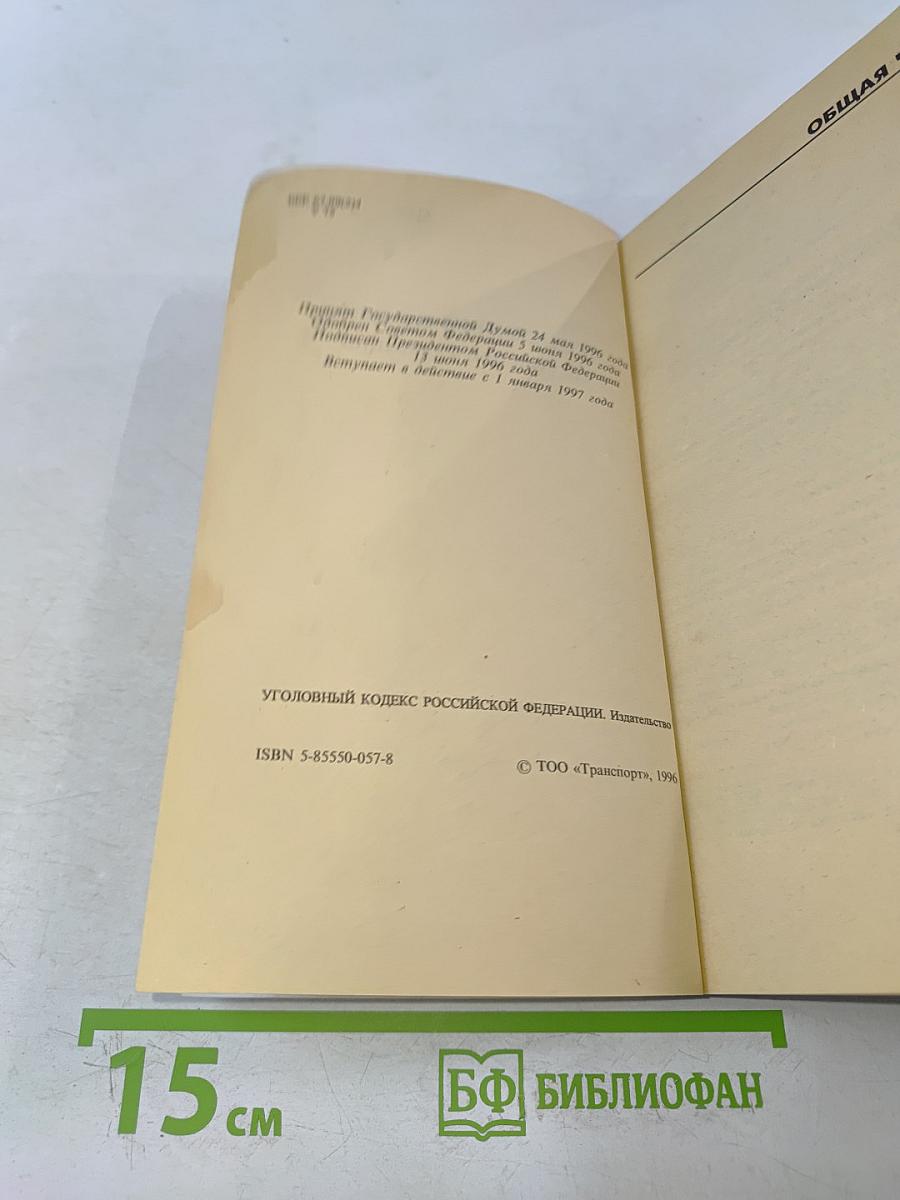 Принят Государственной Думой 24 мая 1996 года
Одобрен Советом Федерации 5 июня 1996 года
Подписан Президентом Российской Федерации
13 июня 1996 года
Вступает в действие с 1 января 1997 года
УГОЛОВНЫЙ КОДЕКС РОССИЙСКОЙ ФЕДЕРАЦИИ. Издательство
ISBN 5-85550-057-8
© ТОО «Транспорт», 1996
ОБЩАЯ
15 см
БФ БИБЛИОФАН